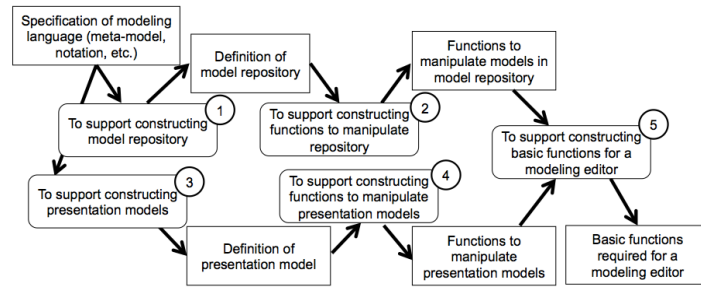 Specification of modeling
language (meta-model,
notation, etc.)
Definition of
model repository
Functions to
manipulate models in
model repository
1
To support constructing
model repository
2
To support constructing
functions to manipulate
repository
5
To support constructing
basic functions for a
modeling editor
3
To support constructing
presentation models
4
To support constructing
functions to manipulate
presentation models
Definition of
presentation model
Functions to
manipulate
presentation models
Basic functions
required for a
modeling editor